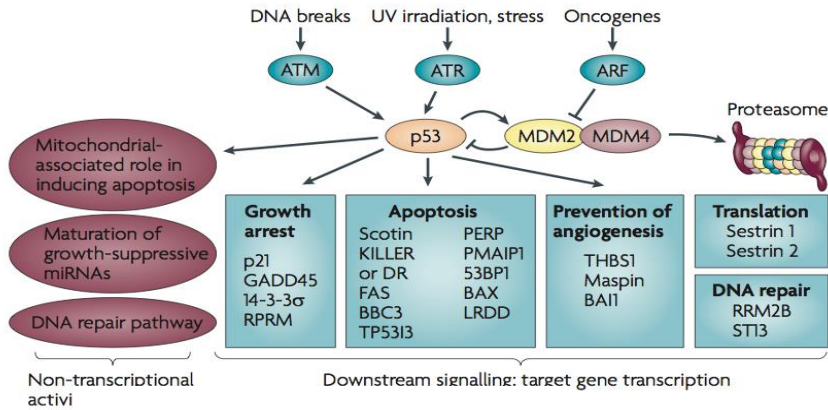 DNA breaks
UV irradiation, stress
Oncogenes
ATM
ATR
ARF
p53
MDM2
MDM4
Proteasome
Mitochondrial-
associated role in
inducing apoptosis
Maturation of
growth-suppressive
miRNAs
DNA repair pathway
Growth
arrest
p21
GADD45
14-3-3σ
RPRM
Apoptosis
Scotin
KILLER
or DR
FAS
BBC3
TP53I3
PERP
PMAIP1
53BP1
BAX
LRDD
Prevention of
angiogenesis
THBS1
Maspin
BAI1
Translation
Sestrin 1
Sestrin 2
DNA repair
RRM2B
ST13
Non-transcriptional
activi
Downstream signalling: target gene transcription